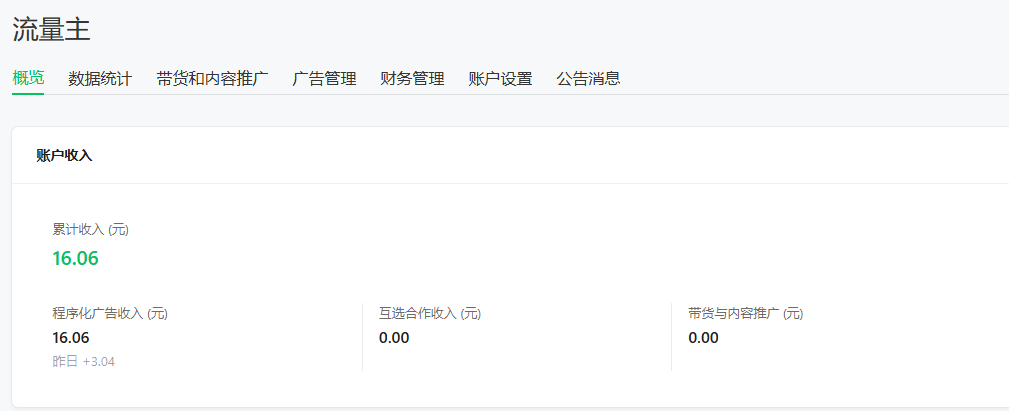 流量主
概览 数据统计 带货和内容推广 广告管理 财务管理 账户设置 公告消息
账户收入
累计收入 (元)
16.06
程序化广告收入 (元) 互选合作收入 (元) 带货与内容推广 (元)
16.06 0.00 0.00
昨日 +3.04